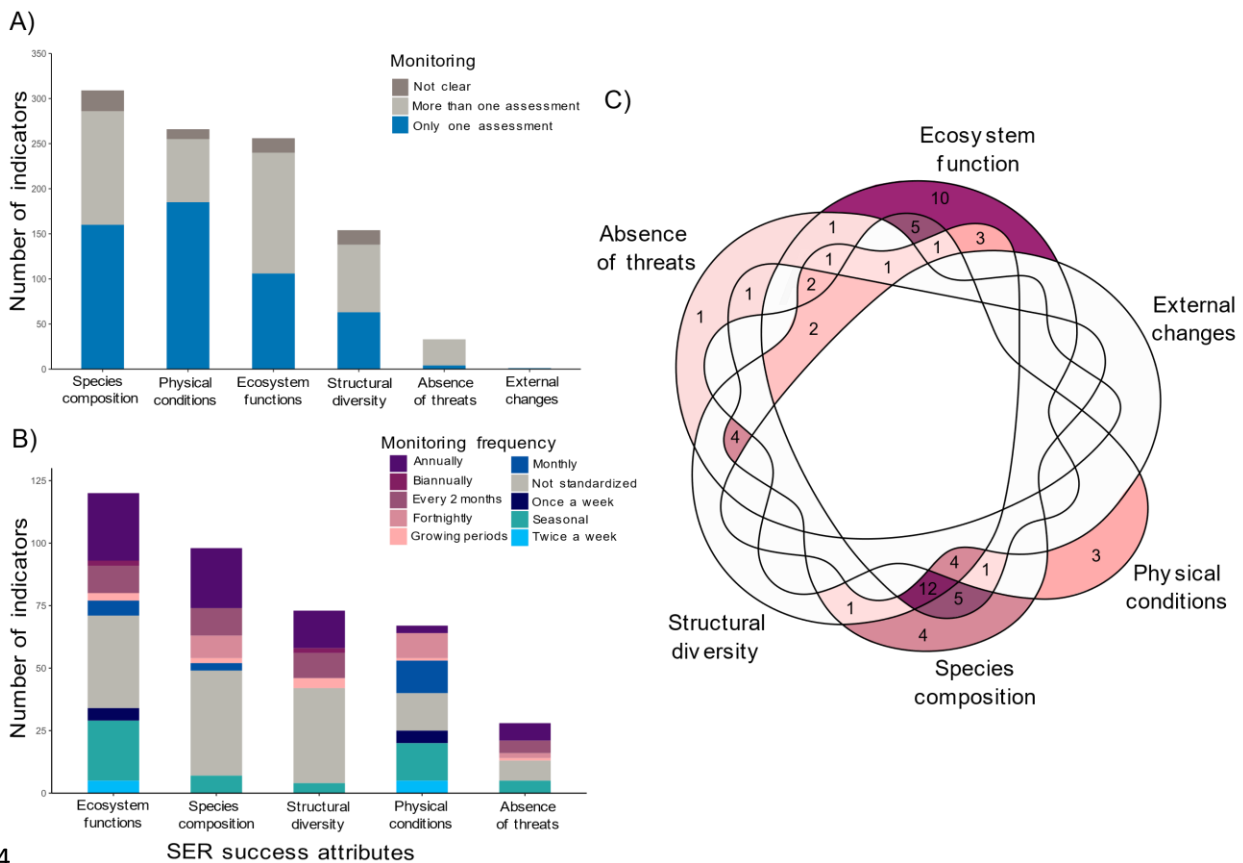 A)
Number of indicators
350
300
250
200
150
100
50
0
Monitoring
Not clear
More than one assessment
Only one assessment
Species
composition
Physical
conditions
Ecosystem
functions
Structural
diversity
Absence
of threats
External
changes
B)
Number of indicators
125
100
75
50
25
0
Monitoring frequency
Annually
Biannually
Every 2 months
Fortnightly
Growing periods
Monthly
Not standardized
Once a week
Seasonal
Twice a week
Ecosystem
functions
Species
composition
Structural
diversity
Physical
conditions
Absence
of threats
SER success attributes
4
C)
Ecosystem
function
Absence
of threats
External
changes
Physical
conditions
Species
composition
Structural
diversity
10
1
5
3
1
1
1
2
1
1
2
4
3
4
1
12
5
1
4